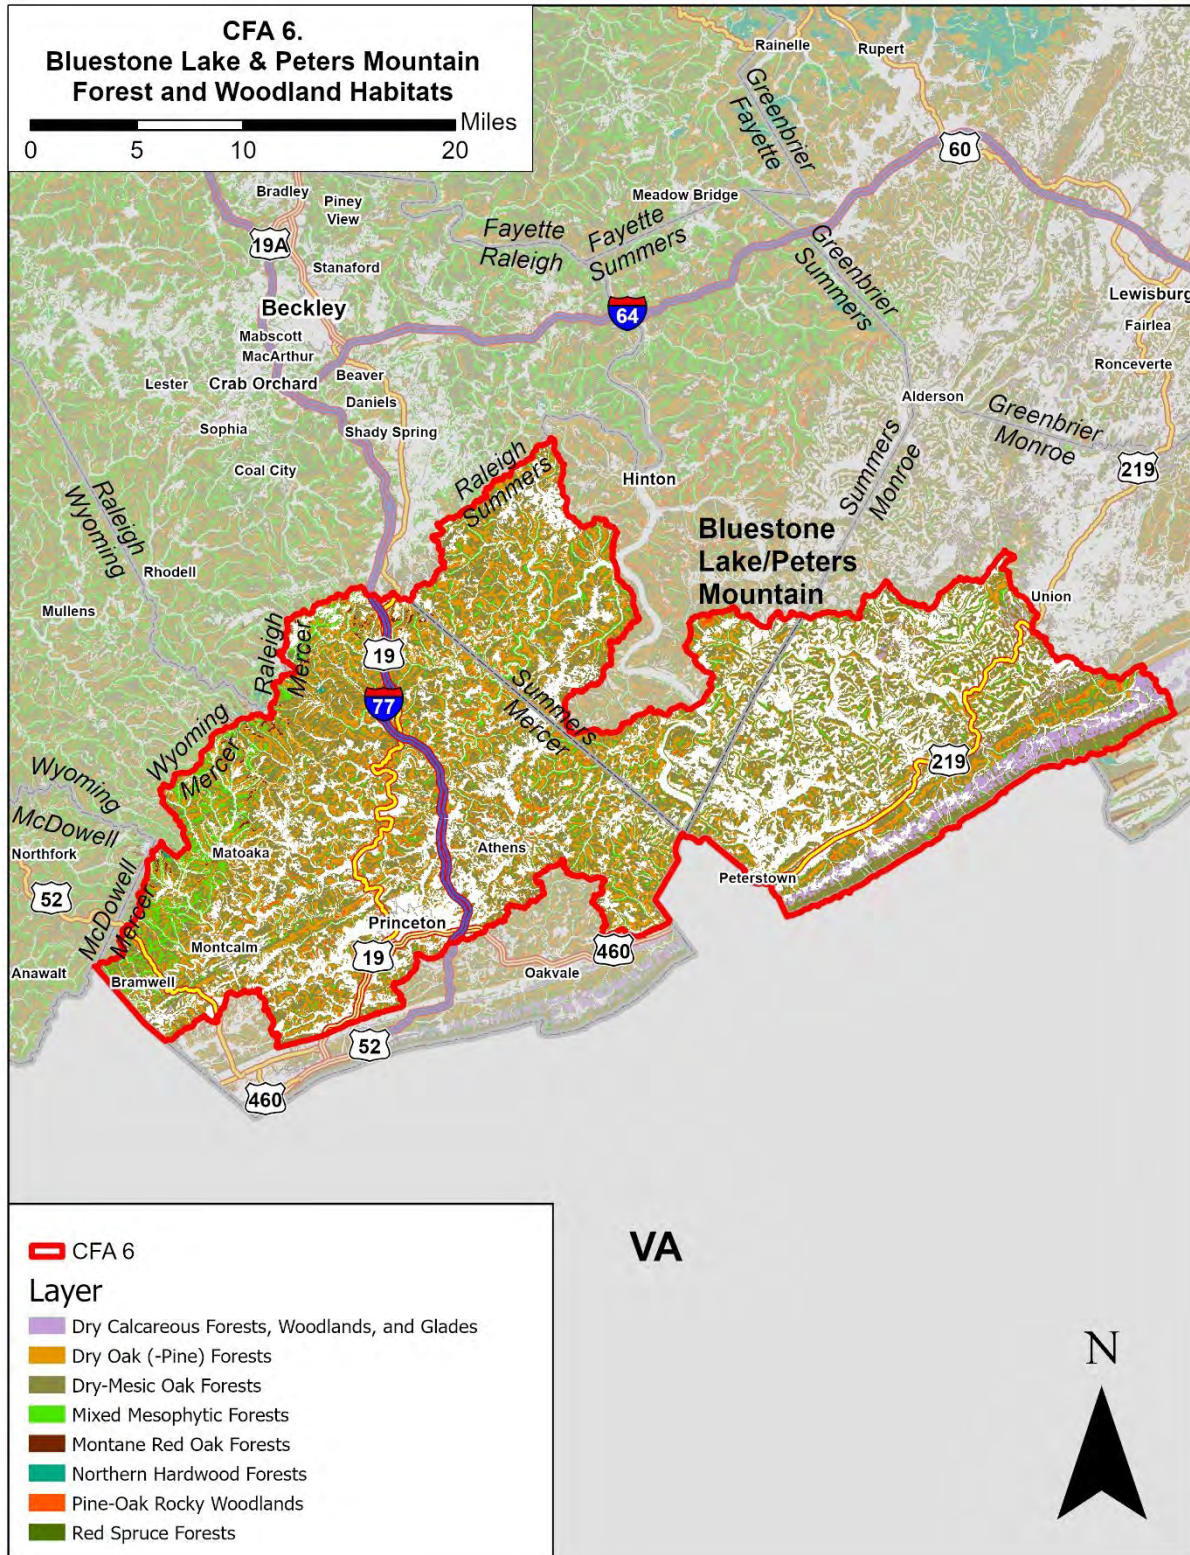 CFA 6.
Bluestone Lake & Peters Mountain
Forest and Woodland Habitats
Miles
0 5 10 20
Rainelle
Rupert
Greenbrier
Fayette
60
Bradley
Piney
View
Meadow Bridge
19A
Fayette
Raleigh
Fayette
Summers
Greenbrier
Summers
Stanaford
Beckley
64
Lewisburg
Fairlea
Mabscott
MacArthur
Ronceverte
Lester
Crab Orchard
Beaver
Daniels
Alderson
Greenbrier
Monroe
Sophia
Shady Spring
Summers
Monroe
Coal City
Raleigh
Summers
Hinton
219
Raleigh
Wyoming
Bluestone
Lake/Peters
Mountain
Rhodell
Mullens
Union
Raleigh
Mercer
19
77
Summers
Mercer
Wyoming
Mercer
219
Wyoming
McDowell
Northfork
Matoaka
Athens
Peterstown
52
McDowell
Mercer
Princeton
Montcalm
19
460
Anawalt
Bramwell
Oakvale
52
460
VA
CFA 6
Layer
Dry Calcareous Forests, Woodlands, and Glades
Dry Oak (-Pine) Forests
Dry-Mesic Oak Forests
Mixed Mesophytic Forests
Montane Red Oak Forests
Northern Hardwood Forests
Pine-Oak Rocky Woodlands
Red Spruce Forests
N